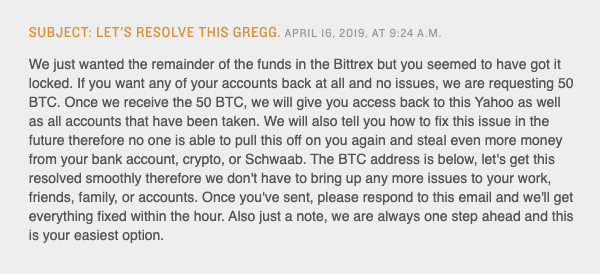 SUBJECT: LET'S RESOLVE THIS GREGG. APRIL 16, 2019, AT 9:24 A.M.
We just wanted the remainder of the funds in the Bittrex but you seemed to have got it
locked. If you want any of your accounts back at all and no issues, we are requesting 50
BTC. Once we receive the 50 BTC, we will give you access back to this Yahoo as well
as all accounts that have been taken. We will also tell you how to fix this issue in the
future therefore no one is able to pull this off on you again and steal even more money
from your bank account, crypto, or Schwaab. The BTC address is below, let's get this
resolved smoothly therefore we don't have to bring up any more issues to your work,
friends, family, or accounts. Once you've sent, please respond to this email and we'll get
everything fixed within the hour. Also just a note, we are always one step ahead and this
is your easiest option.